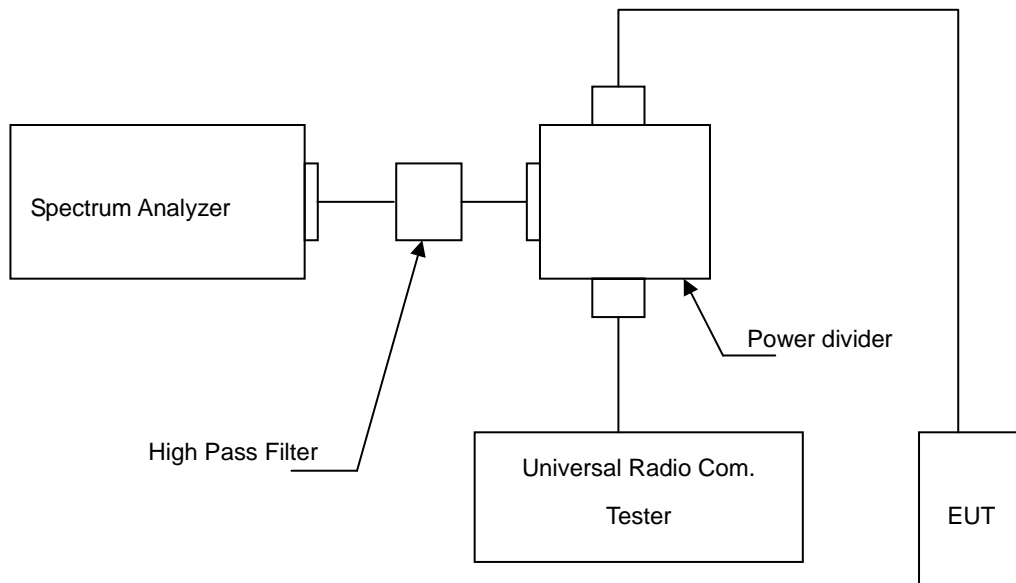 Spectrum Analyzer
Power divider
High Pass Filter
Universal Radio Com.
Tester
EUT